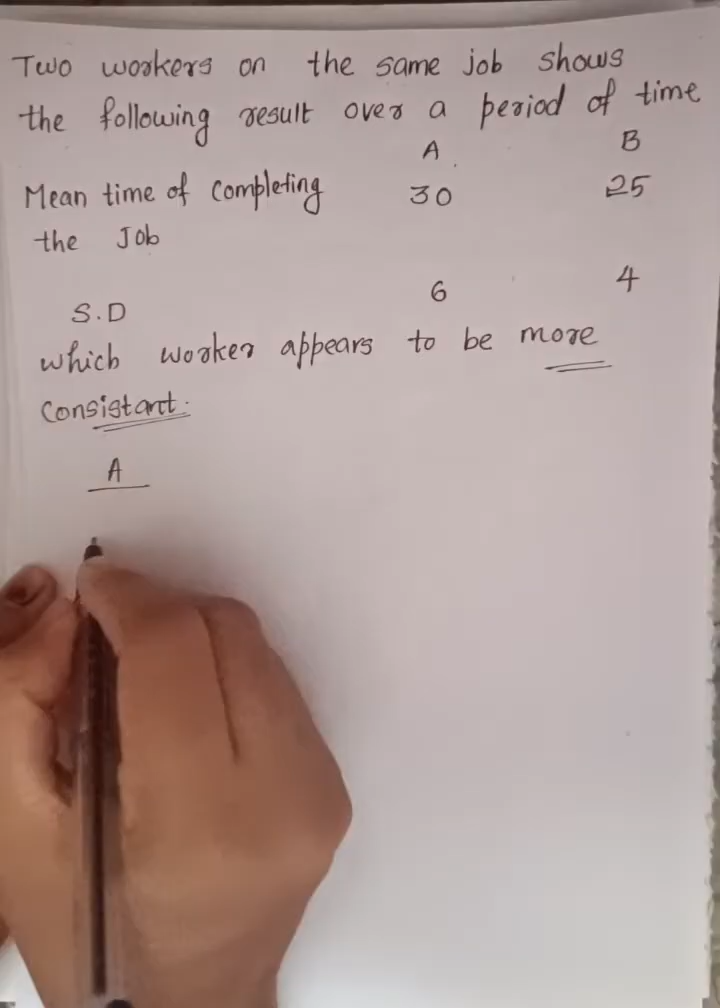 Two workers on the same job shows
the following result over a period of time
A B
Mean time of completing 30 25
the Job
S.D 6 4
which worker appears to be more
consistant.
A